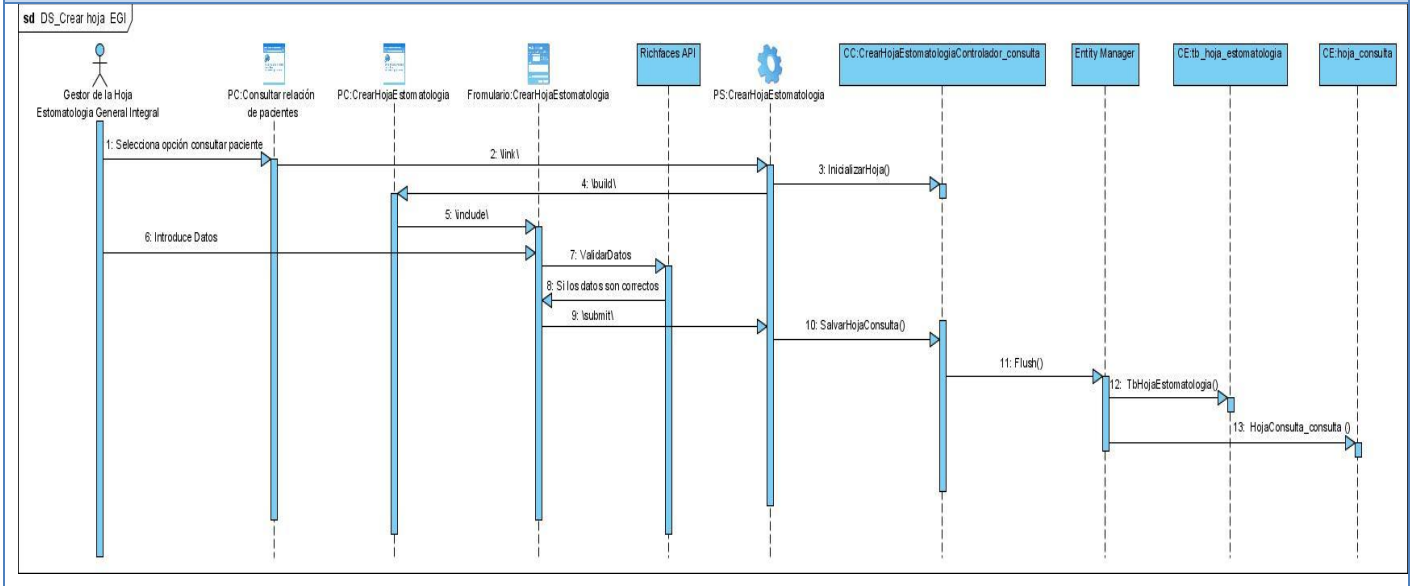 sd DS_Crear hoja EGI
Gestor de la Hoja
Estomatologia General Integral
PC:Consultar relación
de pacientes
PC:CrearHojaEstomatologia
Fromulario:CrearHojaEstomatologia
Richfaces API
PS:CrearHojaEstomatologia
CC:CrearHojaEstomatologiaControlador_consulta
Entity Manager
CE:tb_hoja_estomatologia
CE:hoja_consulta
1: Selecciona opción consultar paciente
2: \link\
3: InicializarHoja()
4: \build\
5: \include\
6: Introduce Datos
7: ValidarDatos
8: Si los datos son correctos
9: \submit\
10: SalvarHojaConsulta()
11: Flush()
12: TbHojaEstomatologia()
13: HojaConsulta_consulta ()